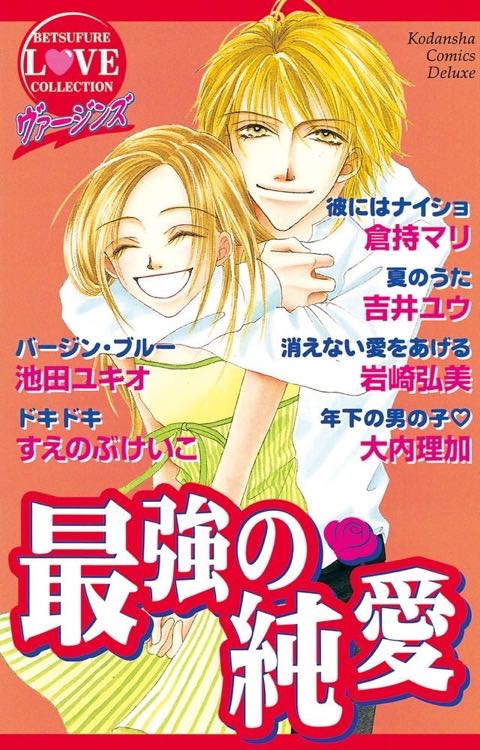 BETSUFURE
LOVE
COLLECTION
ヴァージンズ
Kodansha
Comics
Deluxe
彼にはナイショ
倉持マリ
夏のうた
吉井ユウ
バージン・ブルー
池田ユキオ
消えない愛をあげる
岩崎弘美
ドキドキ
すえのぶけいこ
年下の男の子♡
大内理加
最強の
純愛